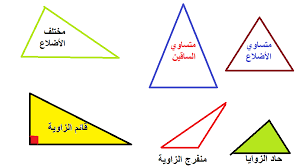 مختلف
الأضلاع
متساوي
الساقين
متساوي
الأضلاع
قائم الزاوية
منفرج الزاوية
حاد الزوايا